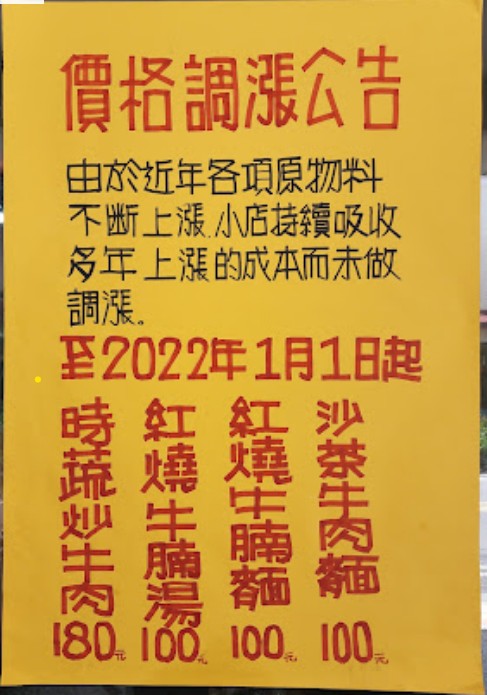 價格調漲公告
由於近年各項原物料
不断上漲.小店持續吸收
多年上漲的成本而未做
調漲。
至2022年1月1日起
時蔬炒牛肉180元
紅燒牛腩湯100元
紅燒牛腩麵100元
沙茶牛肉麵100元